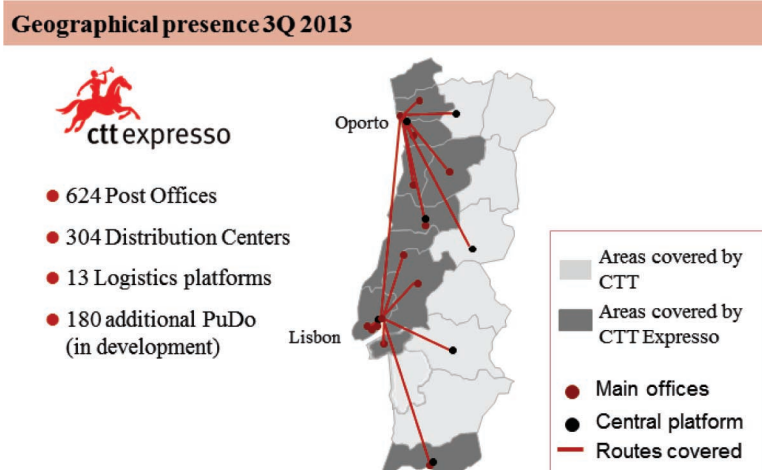 Geographical presence 3Q 2013
ctt expresso
624 Post Offices
304 Distribution Centers
13 Logistics platforms
180 additional PuDo
(in development)
Oporto
Lisbon
Areas covered by
CTT
Areas covered by
CTT Expresso
Main offices
Central platform
Routes covered